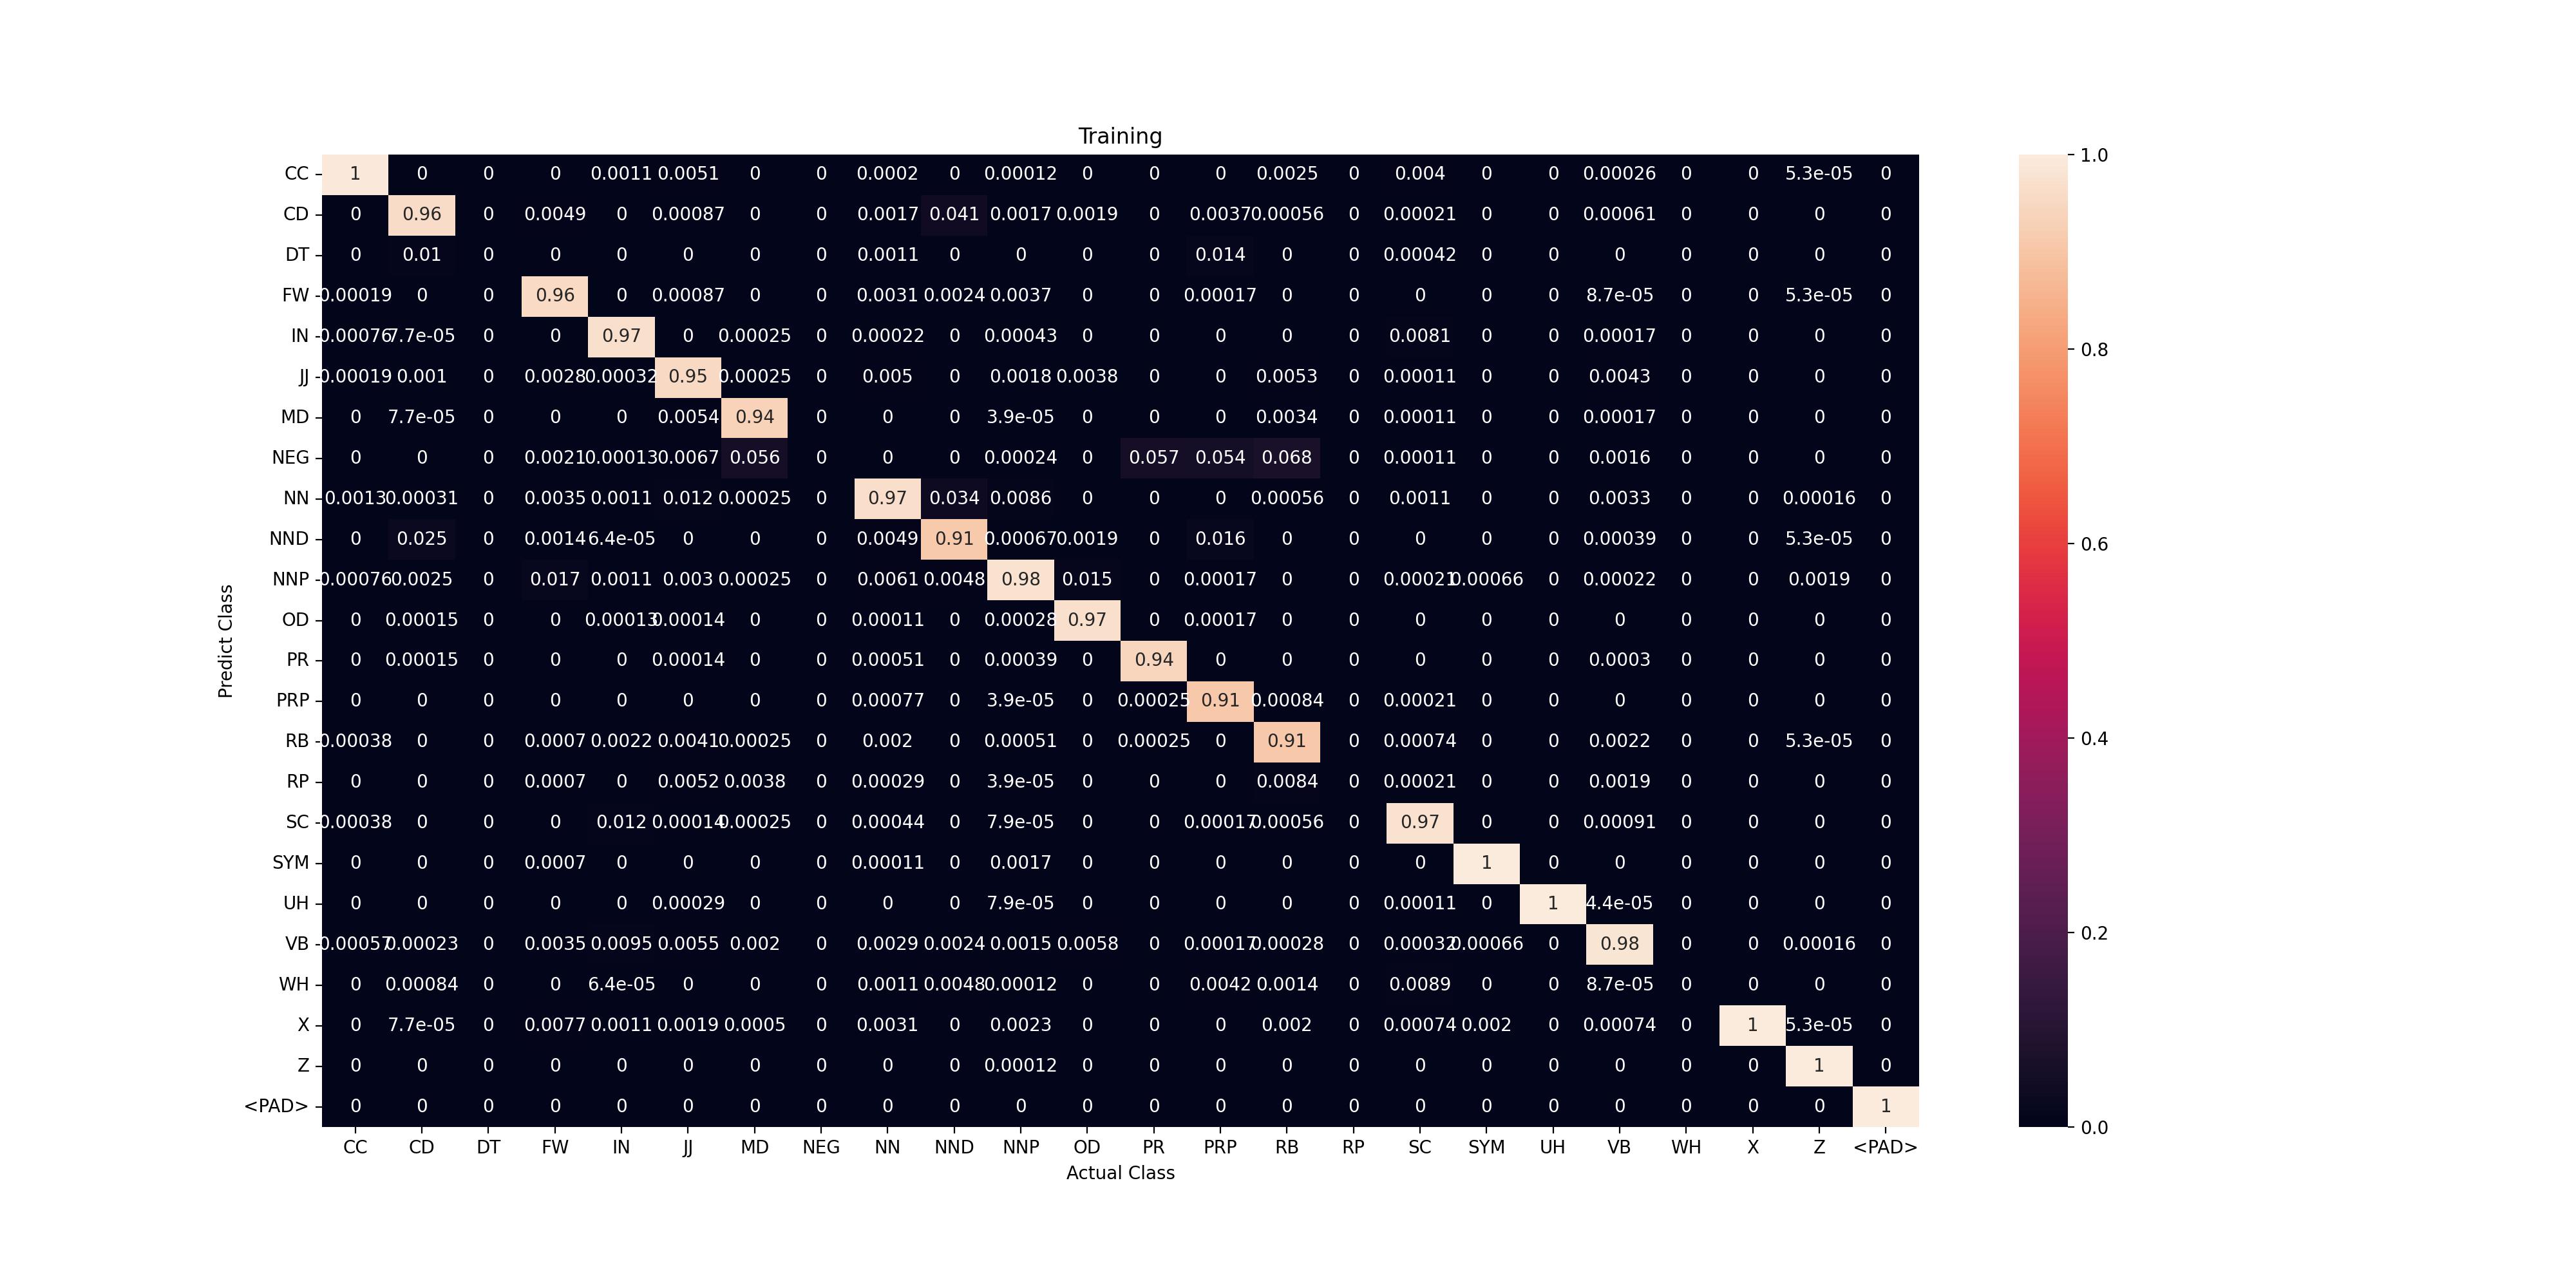 Training
CC 1 0 0 0 0.0011 0.0051 0 0 0.0002 0 0.00012 0 0 0 0.0025 0 0.004 0 0 0.00026 0 0 5.3e-05 0 1.0
CD 0 0.96 0 0.0049 0 0.00087 0 0 0.0017 0.041 0.0017 0.0019 0 0.0037 0.00056 0 0.00021 0 0 0.00061 0 0 0 0
DT 0 0.01 0 0 0 0 0 0 0.0011 0 0 0 0 0.014 0 0 0.00042 0 0 0 0 0 0 0
FW 0.00019 0 0 0.96 0 0.00087 0 0 0.0031 0.0024 0.0037 0 0 0.00017 0 0 0 0 0 8.7e-05 0 0 5.3e-05 0
IN 0.00076 7.7e-05 0 0 0.97 0 0.00025 0 0.00022 0 0.00043 0 0 0 0 0 0.0081 0 0 0.00017 0 0 0 0 0.8
JJ 0.00019 0.001 0 0.0028 0.00032 0.95 0.00025 0 0.005 0 0.0018 0.0038 0 0 0.0053 0 0.00011 0 0 0.0043 0 0 0 0
MD 0 7.7e-05 0 0 0 0.0054 0.94 0 0 0 3.9e-05 0 0 0 0.0034 0 0.00011 0 0 0.00017 0 0 0 0
NEG 0 0 0 0.0021 0.00013 0.0067 0.056 0 0 0 0.00024 0 0.057 0.054 0.068 0 0.00011 0 0 0.0016 0 0 0 0
NN 0.0013 0.00031 0 0.0035 0.0011 0.012 0.00025 0 0.97 0.034 0.0086 0 0 0 0.00056 0 0.0011 0 0 0.0033 0 0 0.00016 0
NND 0 0.025 0 0.0014 6.4e-05 0 0 0 0.0049 0.91 0.00067 0.0019 0 0.016 0 0 0 0 0 0.00039 0 0 5.3e-05 0 0.6
NNP 0.00076 0.0025 0 0.017 0.0011 0.003 0.00025 0 0.0061 0.0048 0.98 0.015 0 0.00017 0 0 0.00021 0.00066 0 0.00022 0 0 0.0019 0
OD 0 0.00015 0 0 0.00013 0.00014 0 0 0.00011 0 0.00028 0.97 0 0.00017 0 0 0 0 0 0 0 0 0 0
PR 0 0.00015 0 0 0 0.00014 0 0 0.00051 0 0.00039 0 0.94 0 0 0 0 0 0 0.0003 0 0 0 0
PRP 0 0 0 0 0 0 0 0 0.00077 0 3.9e-05 0 0.00025 0.91 0.00084 0 0.00021 0 0 0 0 0 0 0
RB 0.00038 0 0 0.0007 0.0022 0.0041 0.00025 0 0.002 0 0.00051 0 0.00025 0 0.91 0 0.00074 0 0 0.0022 0 0 5.3e-05 0 0.4
RP 0 0 0 0.0007 0 0.0052 0.0038 0 0.00029 0 3.9e-05 0 0 0 0.0084 0 0.00021 0 0 0.0019 0 0 0 0
SC 0.00038 0 0 0 0.012 0.00014 0.00025 0 0.00044 0 7.9e-05 0 0 0.00017 0.00056 0 0.97 0 0 0.00091 0 0 0 0
SYM 0 0 0 0.0007 0 0 0 0 0.00011 0 0.0017 0 0 0 0 0 0 1 0 0 0 0 0 0
UH 0 0 0 0 0 0.00029 0 0 0 0 7.9e-05 0 0 0 0 0 0.00011 0 1 4.4e-05 0 0 0 0
VB 0.00057 0.00023 0 0.0035 0.0095 0.0055 0.002 0 0.0029 0.0024 0.0015 0.0058 0 0.00017 0.00028 0 0.00032 0.00066 0 0.98 0 0 0.00016 0 0.2
WH 0 0.00084 0 0 6.4e-05 0 0 0 0.0011 0.0048 0.00012 0 0 0.0042 0.0014 0 0.0089 0 0 8.7e-05 0 0 0 0
X 0 7.7e-05 0 0.0077 0.0011 0.0019 0.0005 0 0.0031 0 0.0023 0 0 0 0.002 0 0.00074 0.002 0 0.00074 0 1 5.3e-05 0
Z 0 0 0 0 0 0 0 0 0 0 0.00012 0 0 0 0 0 0 0 0 0 0 0 1 0
<PAD> 0 0 0 0 0 0 0 0 0 0 0 0 0 0 0 0 0 0 0 0 0 0 0 1 0.0
CC CD DT FW IN JJ MD NEG NN NND NNP OD PR PRP RB RP SC SYM UH VB WH X Z <PAD>
Actual Class
Predict Class